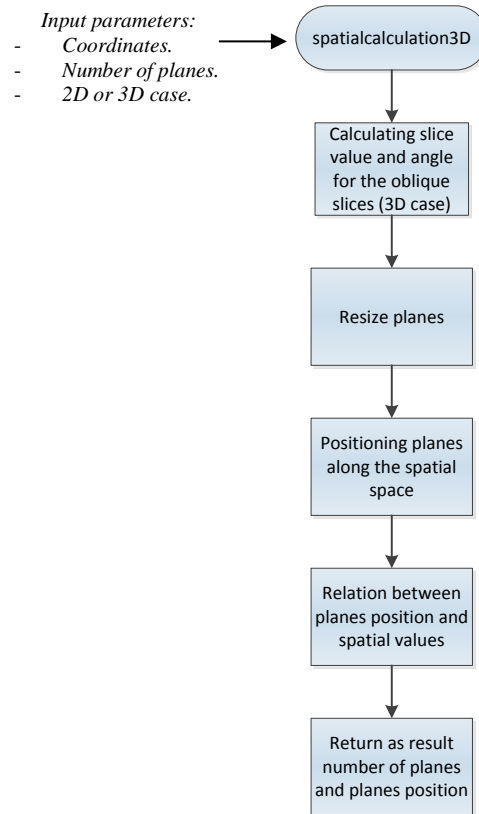 Input parameters:
- Coordinates.
- Number of planes.
- 2D or 3D case.
spatialcalculation3D
Calculating slice
value and angle
for the oblique
slices (3D case)
Resize planes
Positioning planes
along the spatial
space
Relation between
planes position and
spatial values
Return as result
number of planes
and planes position